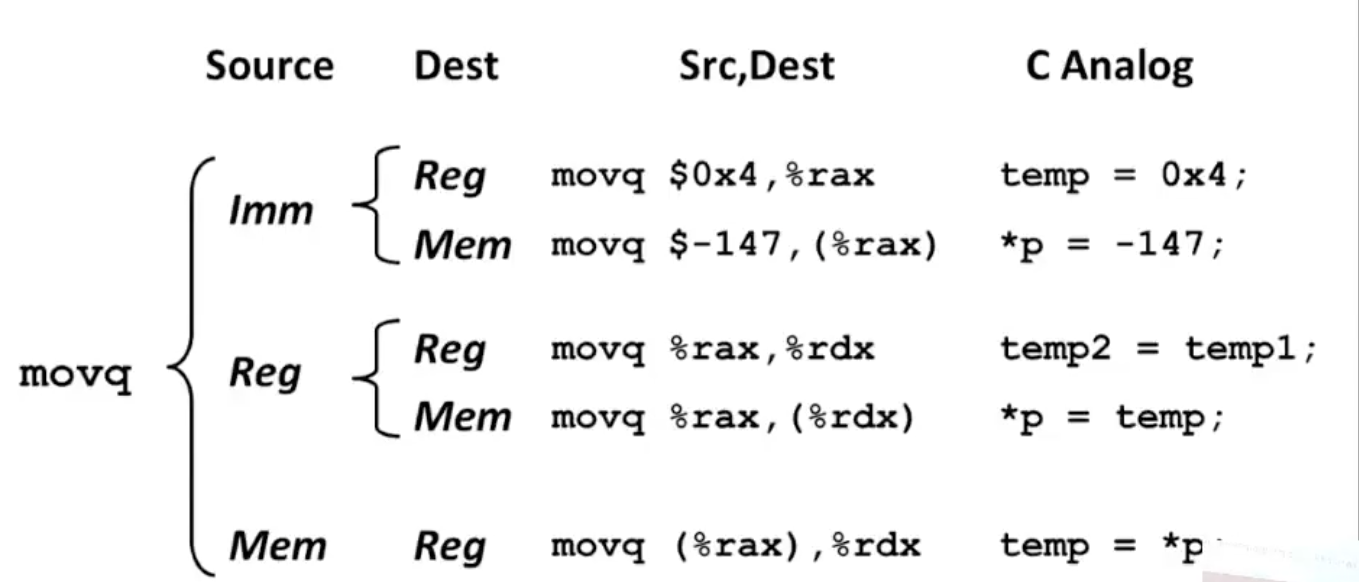 Source Dest Src,Dest C Analog
Reg movq $0x4,%rax temp = 0x4;
Imm
Mem movq $-147,(%rax) *p = -147;
Reg movq %rax,%rdx temp2 = temp1;
movq Reg
Mem movq %rax,(%rdx) *p = temp;
Mem Reg movq (%rax),%rdx temp = *p